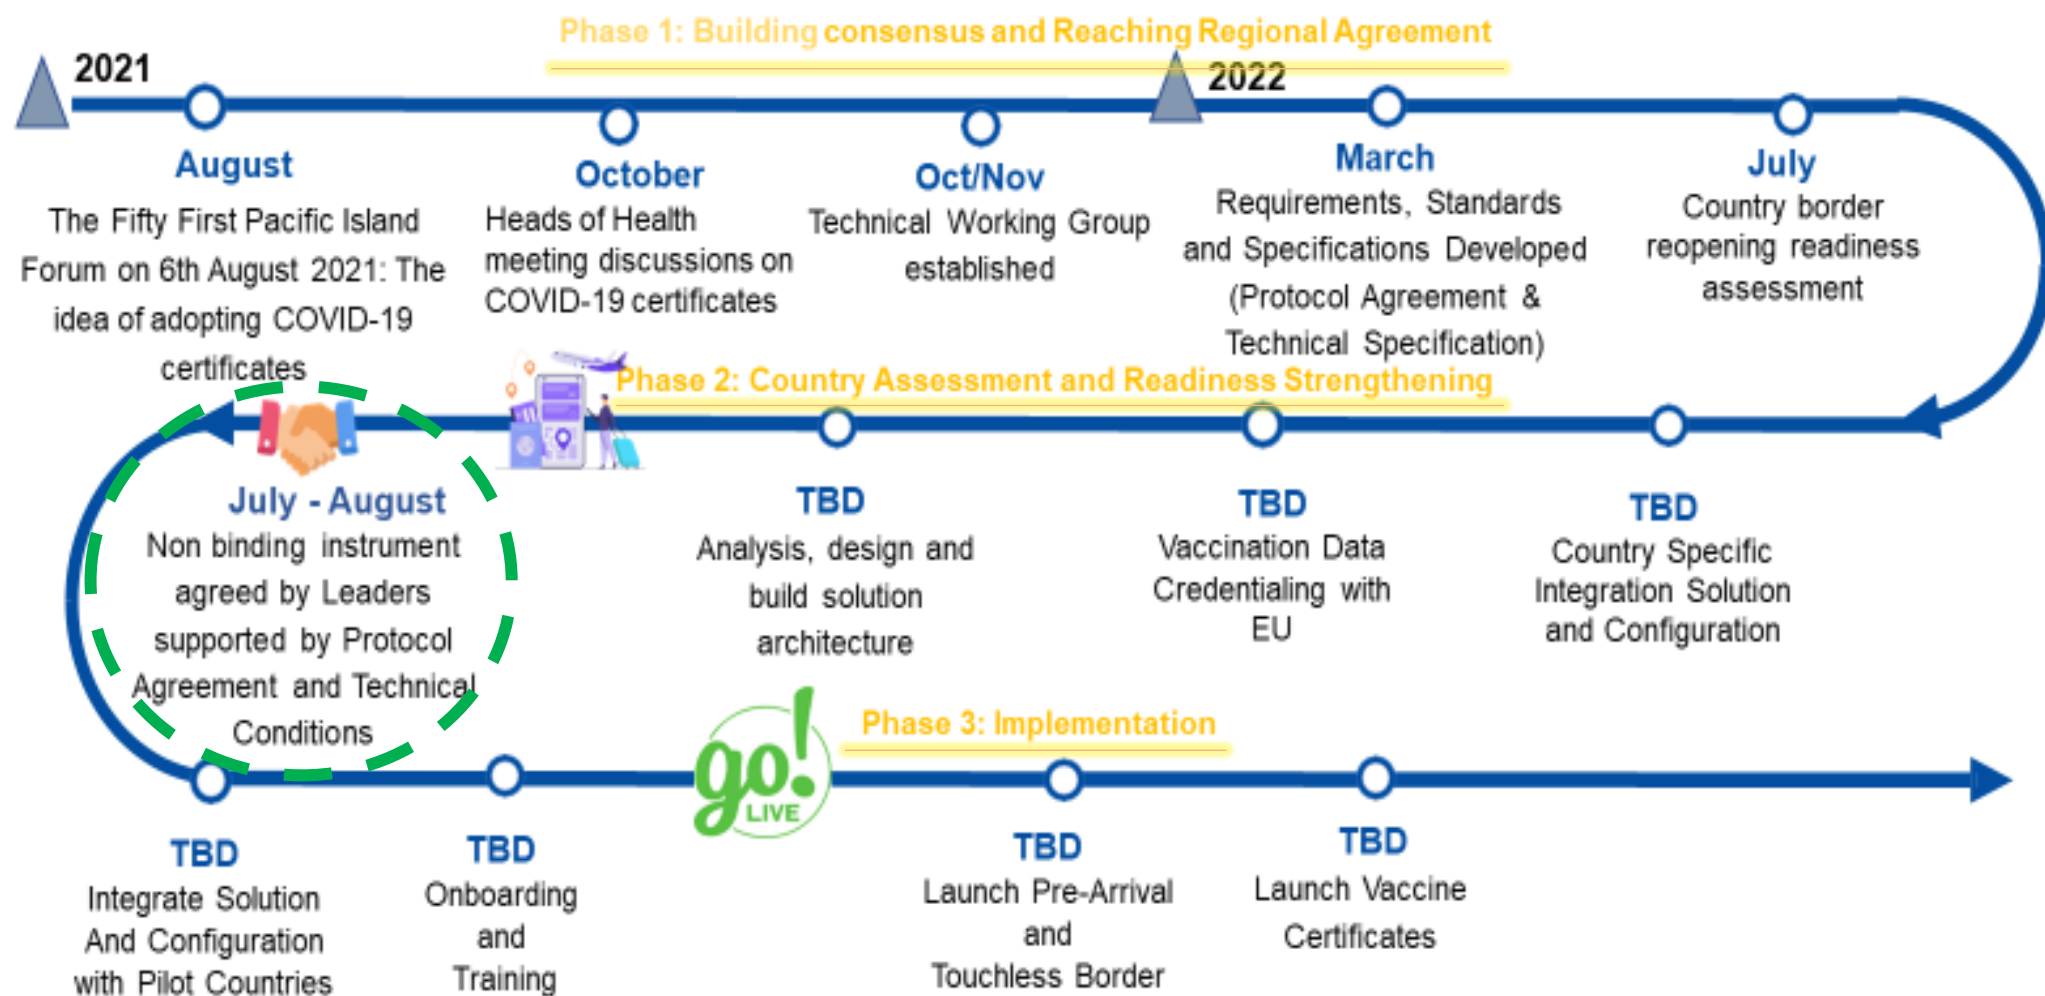 Phase 1: Building consensus and Reaching Regional Agreement
2021
2022
August
The Fifty First Pacific Island
Forum on 6th August 2021: The
idea of adopting COVID-19
certificates
October
Heads of Health
meeting discussions on
COVID-19 certificates
Oct/Nov
Technical Working Group
established
March
Requirements, Standards
and Specifications Developed
(Protocol Agreement &
Technical Specification)
July
Country border
reopening readiness
assessment
Phase 2: Country Assessment and Readiness Strengthening
July - August
Non binding instrument
agreed by Leaders
supported by Protocol
Agreement and Technical
Conditions
TBD
Analysis, design and
build solution
architecture
TBD
Vaccination Data
Credentialing with
EU
TBD
Country Specific
Integration Solution
and Configuration
Phase 3: Implementation
go!
LIVE
TBD
Integrate Solution
And Configuration
with Pilot Countries
TBD
Onboarding
and
Training
TBD
Launch Pre-Arrival
and
Touchless Border
TBD
Launch Vaccine
Certificates